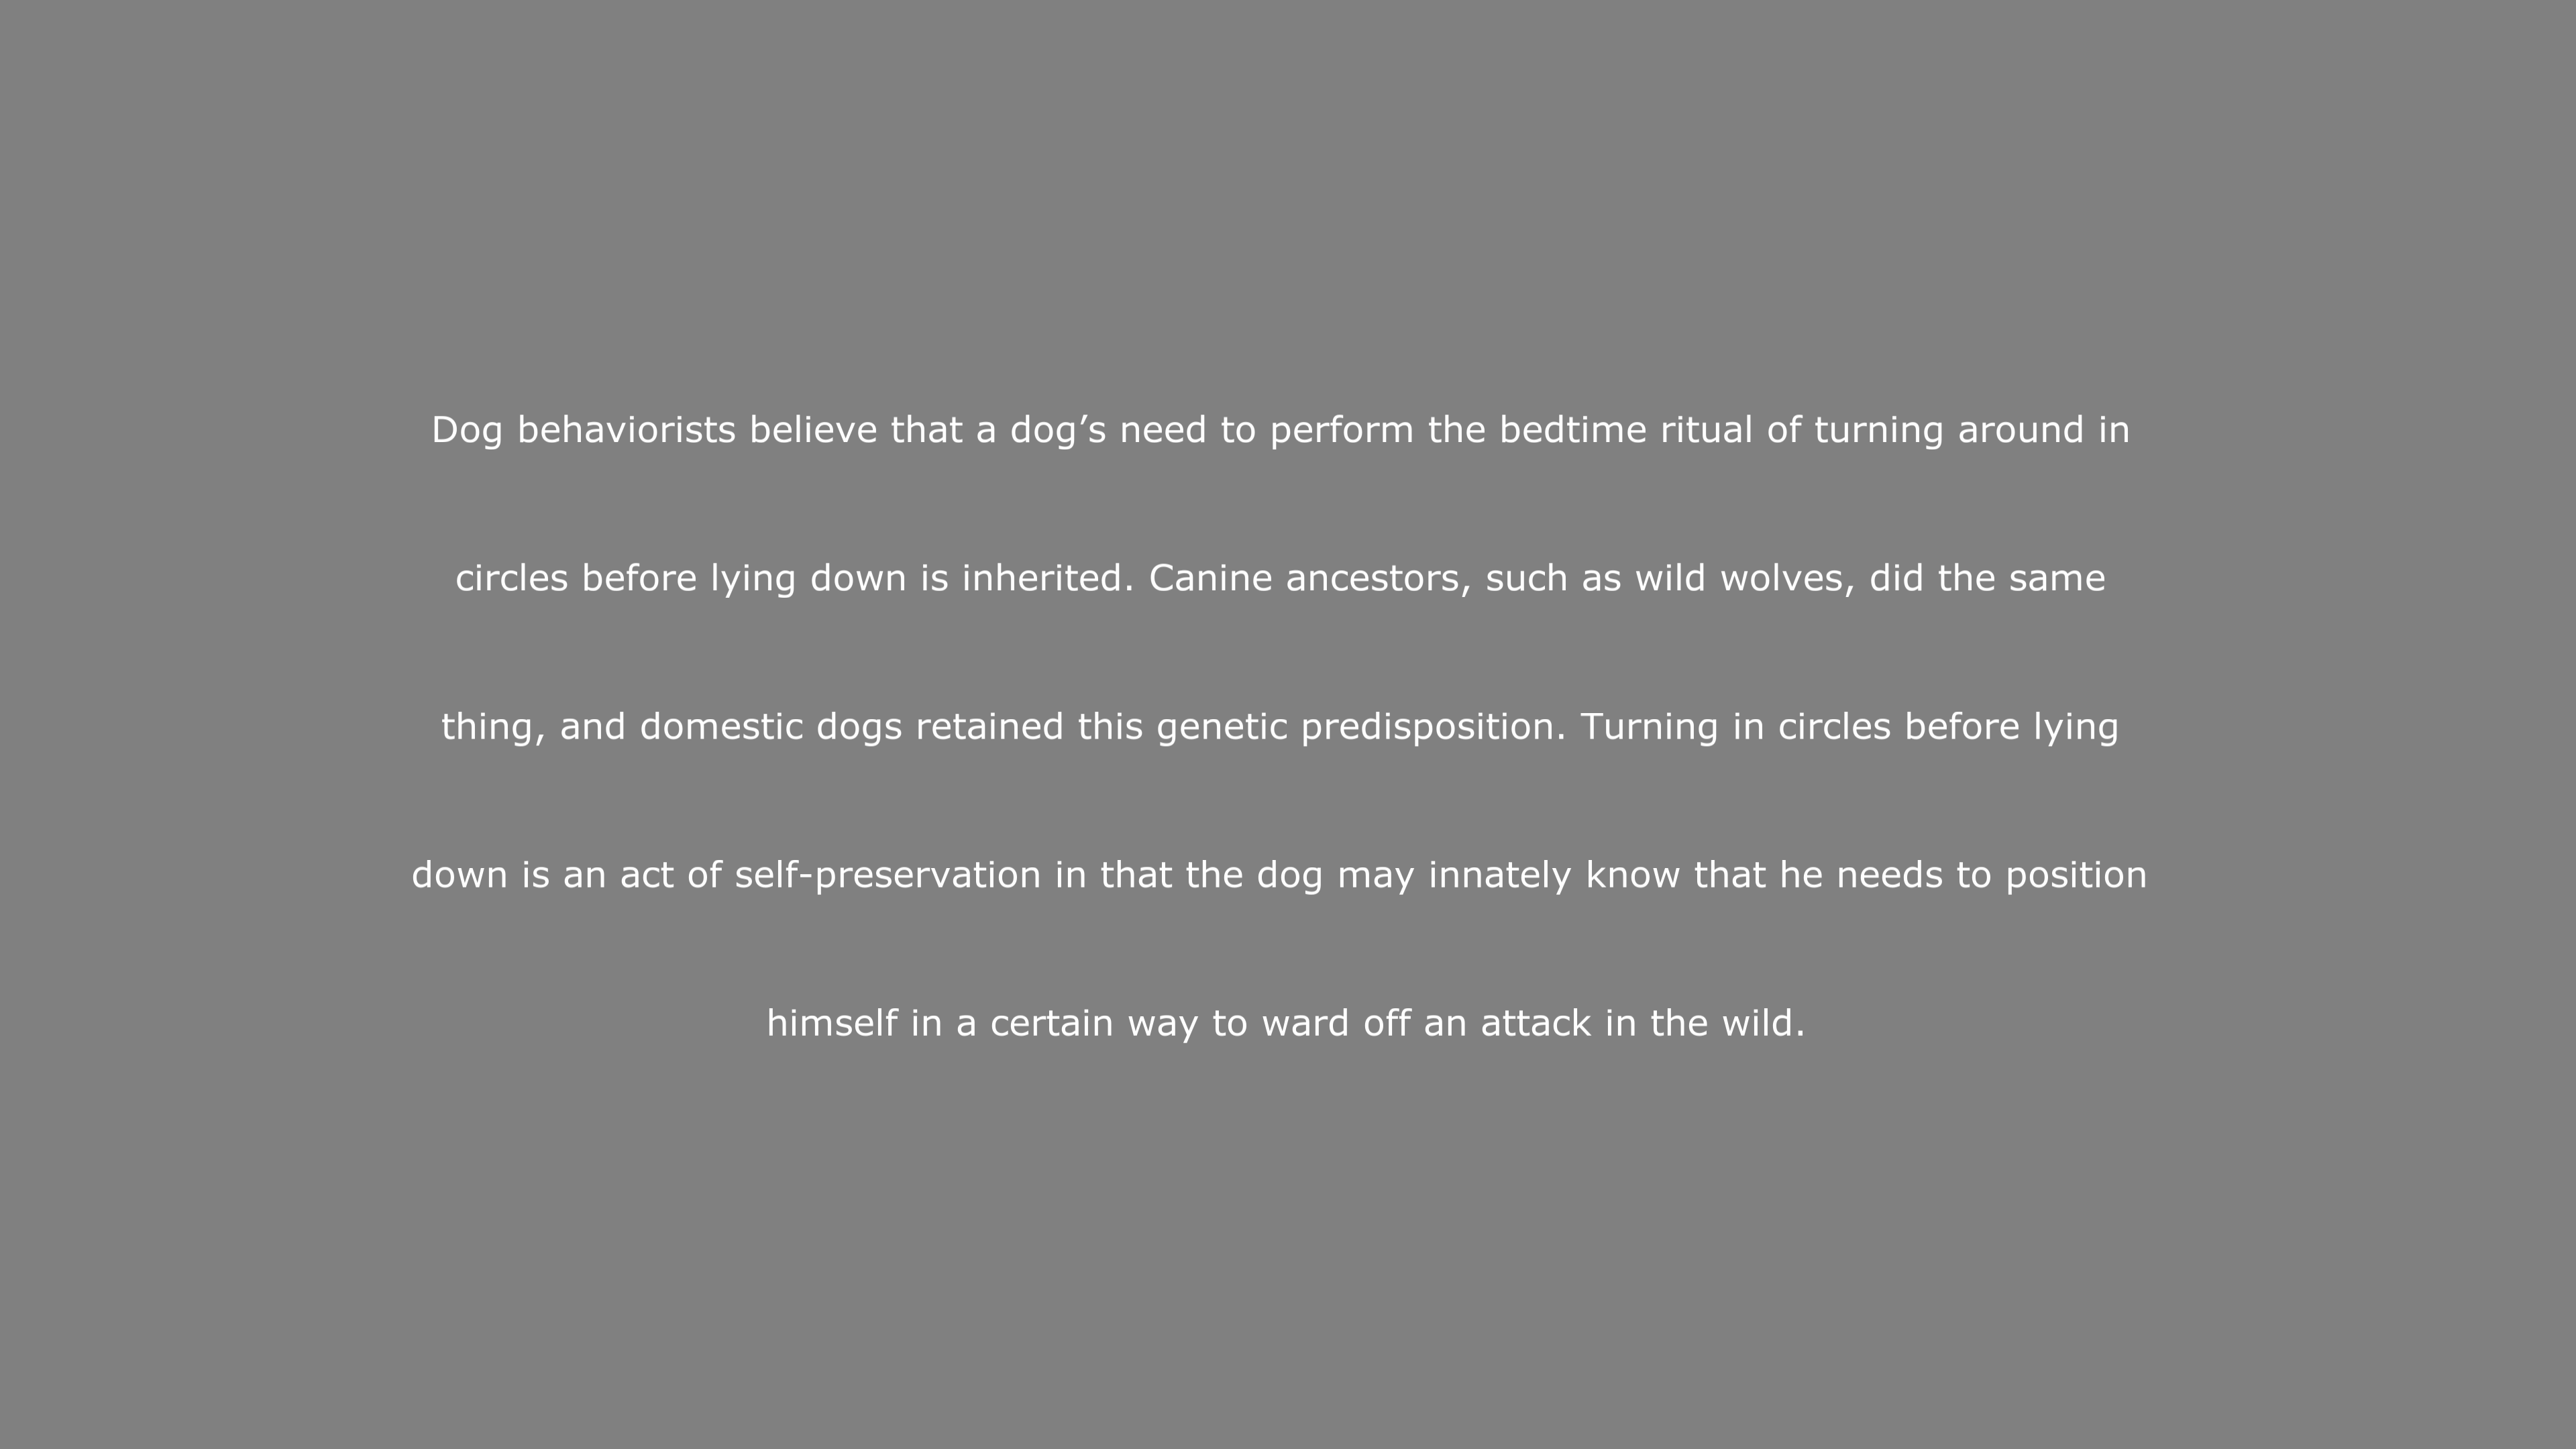 Dog behaviorists believe that a dog’s need to perform the bedtime ritual of turning around in
circles before lying down is inherited. Canine ancestors, such as wild wolves, did the same
thing, and domestic dogs retained this genetic predisposition. Turning in circles before lying
down is an act of self-preservation in that the dog may innately know that he needs to position
himself in a certain way to ward off an attack in the wild.